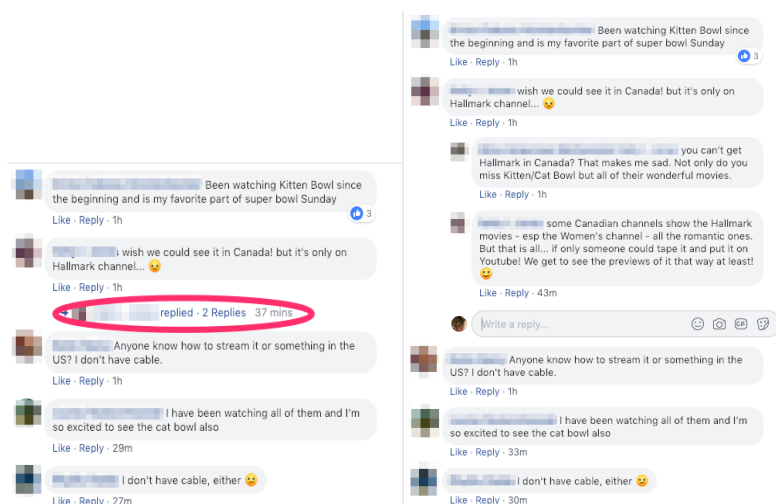 Been watching Kitten Bowl since
the beginning and is my favorite part of super bowl Sunday
3
Like · Reply · 1h
wish we could see it in Canada! but it's only on
Hallmark channel...
Like · Reply · 1h
replied · 2 Replies 37 mins
Anyone know how to stream it or something in the
US? I don't have cable.
Like · Reply · 1h
I have been watching all of them and I'm
so excited to see the cat bowl also
Like · Reply · 29m
I don't have cable, either
Like · Reply · 27m
Been watching Kitten Bowl since
the beginning and is my favorite part of super bowl Sunday
3
Like · Reply · 1h
wish we could see it in Canada! but it's only on
Hallmark channel...
Like · Reply · 1h
you can't get
Hallmark in Canada? That makes me sad. Not only do you
miss Kitten/Cat Bowl but all of their wonderful movies.
Like · Reply · 1h
some Canadian channels show the Hallmark
movies - esp the Women's channel - all the romantic ones.
But that is all... if only someone could tape it and put it on
Youtube! We get to see the previews of it that way at least!
Like · Reply · 43m
Write a reply...
GIF
Anyone know how to stream it or something in the
US? I don't have cable.
Like · Reply · 1h
I have been watching all of them and I'm
so excited to see the cat bowl also
Like · Reply · 33m
I don't have cable, either
Like · Reply · 30m